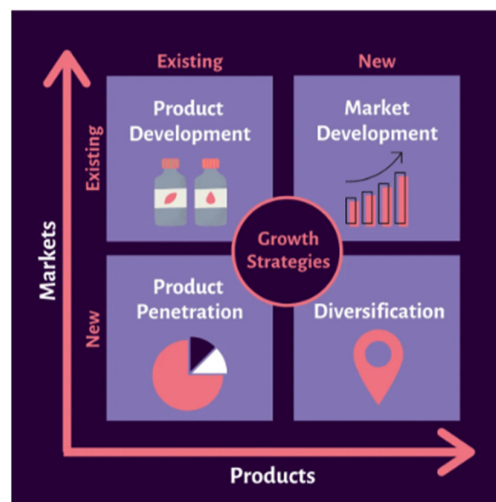 Existing
New
Existing
Product
Development
Market
Development
Growth
Strategies
Markets
New
Product
Penetration
Diversification
Products